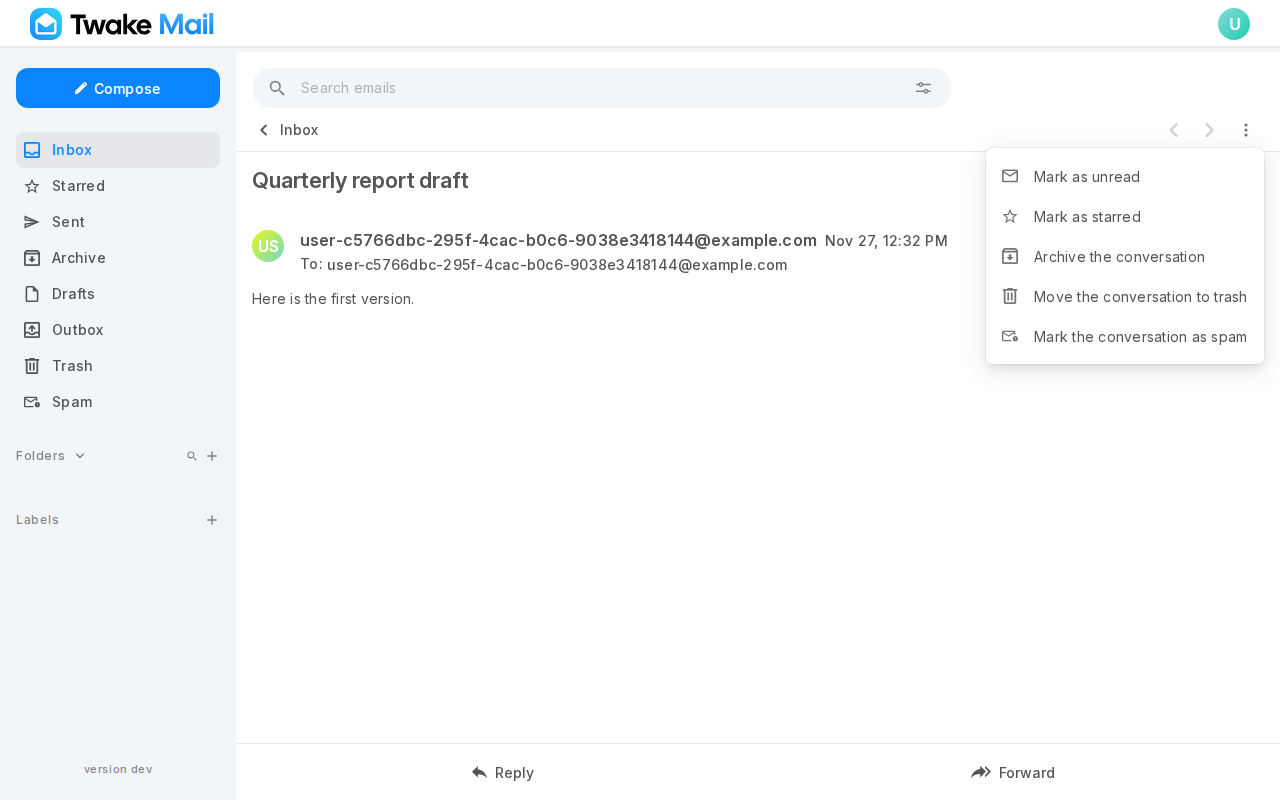 Twake Mail
U
Compose
Search emails
Inbox
Inbox
Starred
Sent
Archive
Drafts
Outbox
Trash
Spam
Folders
Labels
version dev
Quarterly report draft
US
user-c5766dbc-295f-4cac-b0c6-9038e3418144@example.com Nov 27, 12:32 PM
To: user-c5766dbc-295f-4cac-b0c6-9038e3418144@example.com
Here is the first version.
Mark as unread
Mark as starred
Archive the conversation
Move the conversation to trash
Mark the conversation as spam
Reply
Forward